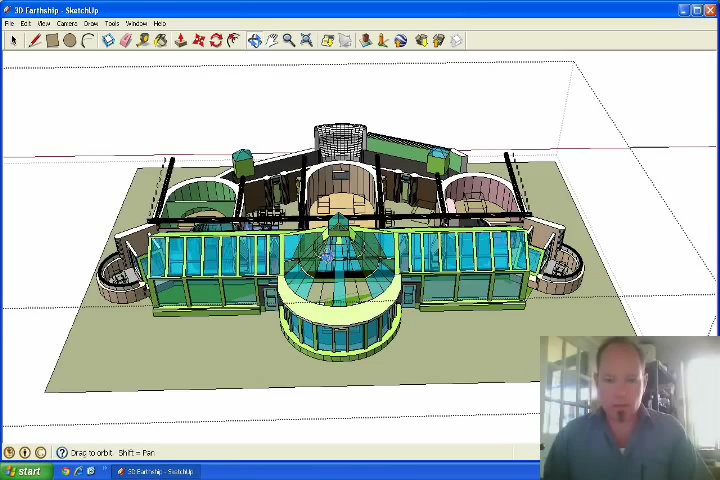 3D Earthship - SketchUp
File Edit View Camera Draw Tools Window Help
Drag to orbit Shift = Pan
start
3D Earthship - SketchUp